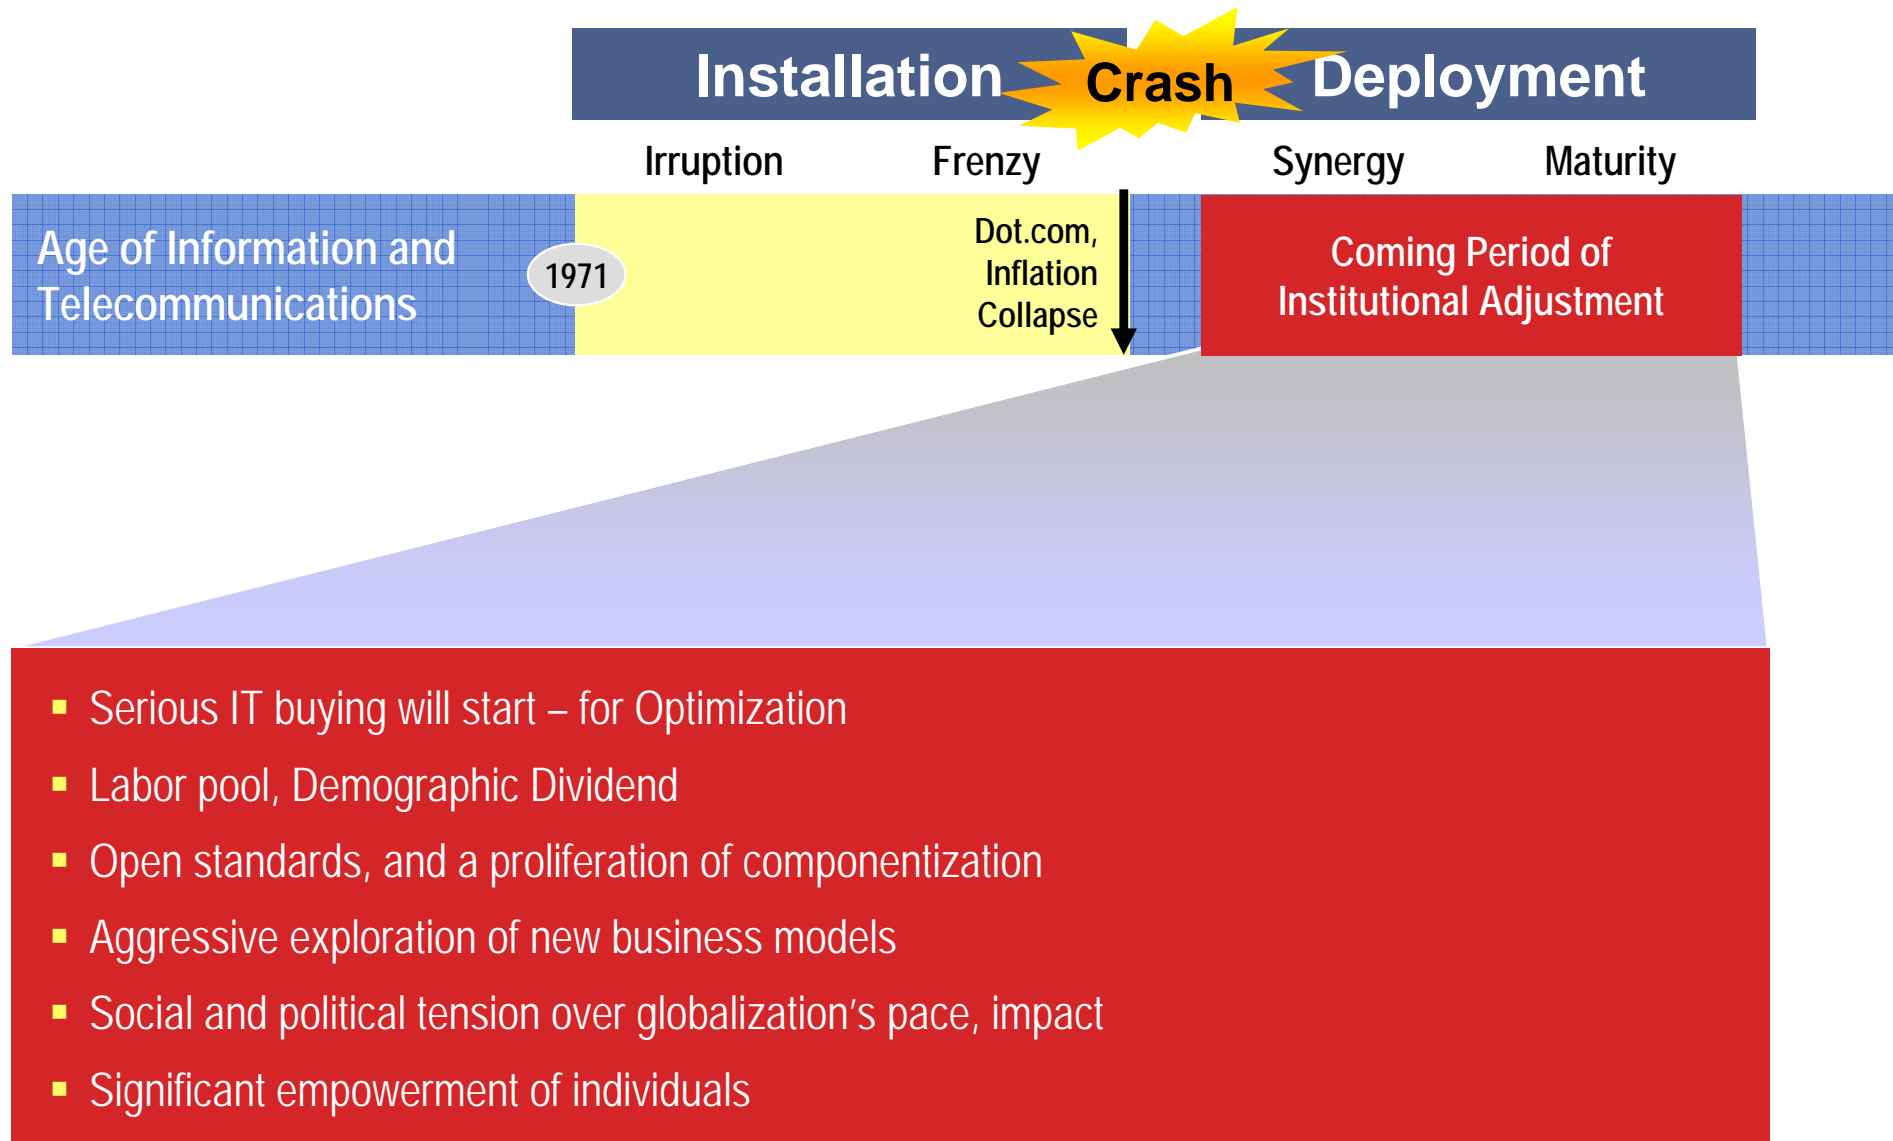 Installation
Crash
Deployment
Irruption
Frenzy
Synergy
Maturity
Age of Information and
Telecommunications
1971
Dot.com,
Inflation
Collapse
Coming Period of
Institutional Adjustment
▪ Serious IT buying will start – for Optimization
▪ Labor pool, Demographic Dividend
▪ Open standards, and a proliferation of componentization
▪ Aggressive exploration of new business models
▪ Social and political tension over globalization’s pace, impact
▪ Significant empowerment of individuals